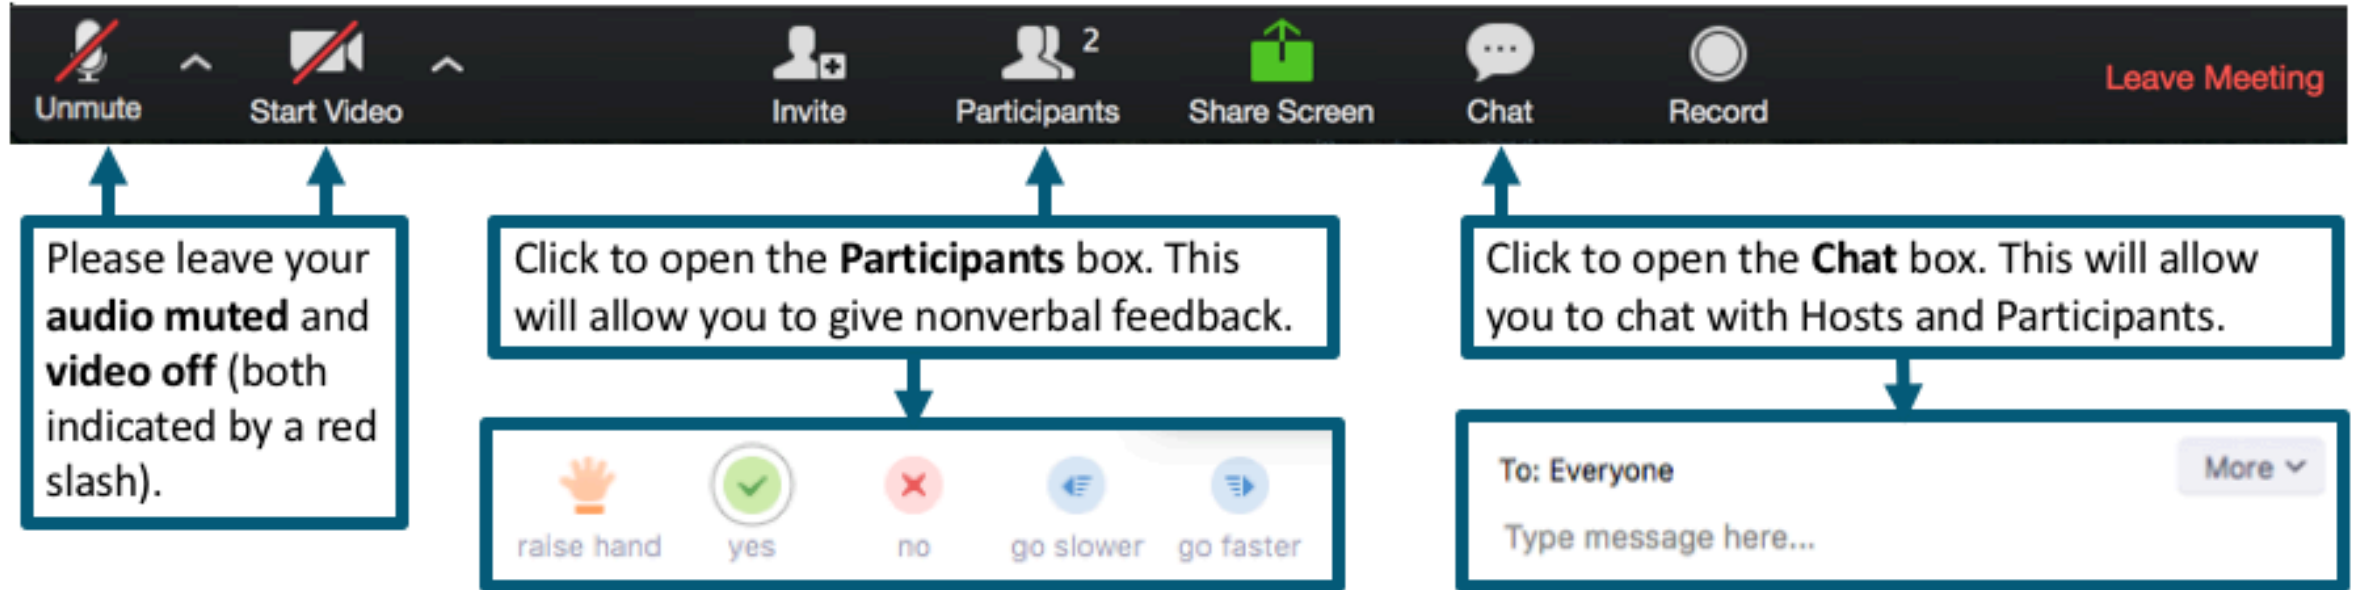 2
Unmute
Start Video
Invite
Participants
Share Screen
Chat
Record
Leave Meeting
Please leave your
audio muted and
video off (both
indicated by a red
slash).
Click to open the Participants box. This
will allow you to give nonverbal feedback.
Click to open the Chat box. This will allow
you to chat with Hosts and Participants.
raise hand
yes
no
go slower
go faster
To: Everyone
More
Type message here...